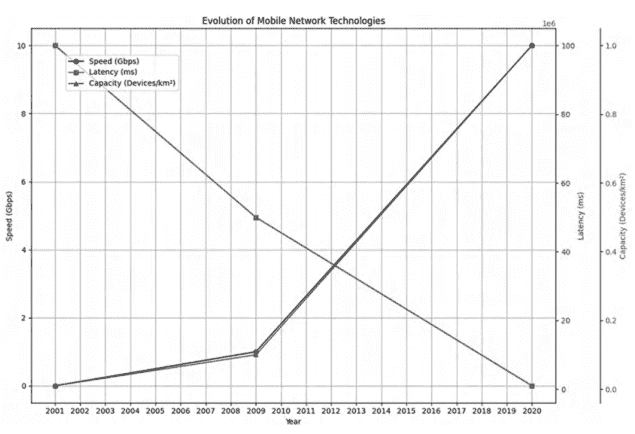 Evolution of Mobile Network Technologies
1e6
10
8
6
4
2
0
Speed (Gbps)
Speed (Gbps)
Latency (ms)
Capacity (Devices/km²)
100
80
60
40
20
0
Latency (ms)
1.0
0.8
0.6
0.4
0.2
0.0
Capacity (Devices/km²)
2001 2002 2003 2004 2005 2006 2007 2008 2009 2010 2011 2012 2013 2014 2015 2016 2017 2018 2019 2020
Year